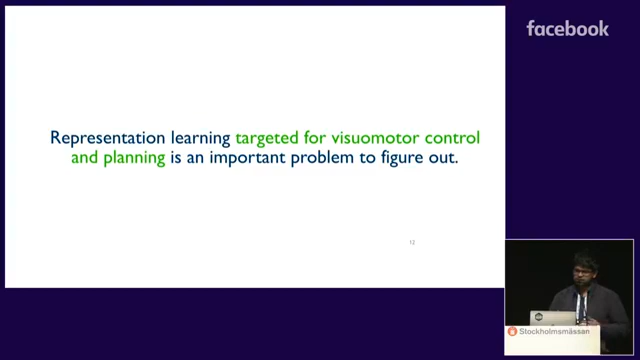 facebook
Representation learning targeted for visuomotor control
and planning is an important problem to figure out.
12
Stockholmsmässan